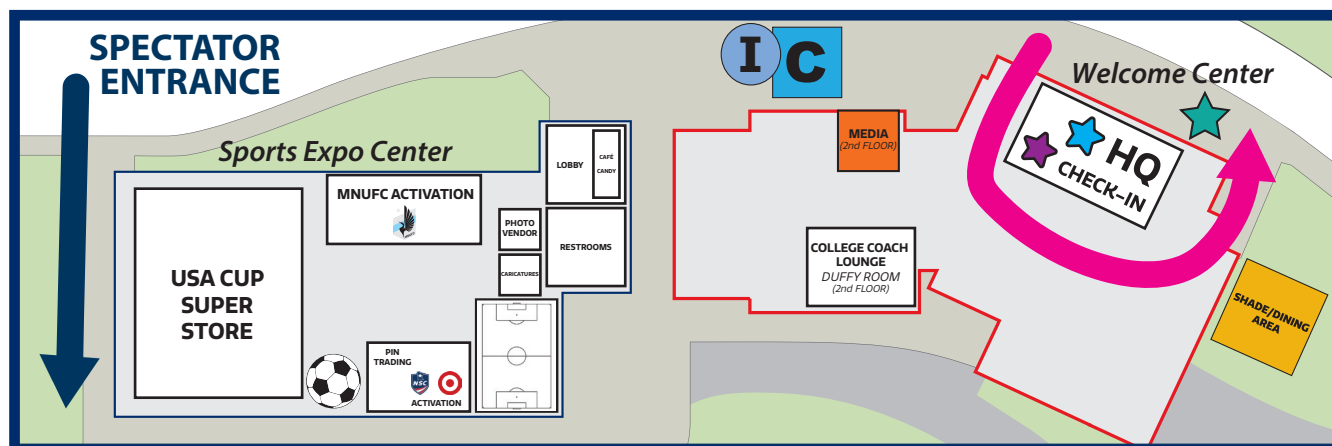 SPECTATOR
ENTRANCE
Sports Expo Center
USA CUP
SUPER
STORE
MNUFC ACTIVATION
LOBBY
CAFÉ
CANDY
PHOTO
VENDOR
CARICATURES
RESTROOMS
PIN
TRADING
NSC
ACTIVATION
I
C
MEDIA
(2nd FLOOR)
COLLEGE COACH
LOUNGE
DUFFY ROOM
(2nd FLOOR)
Welcome Center
HQ
CHECK-IN
SHADE/DINING
AREA